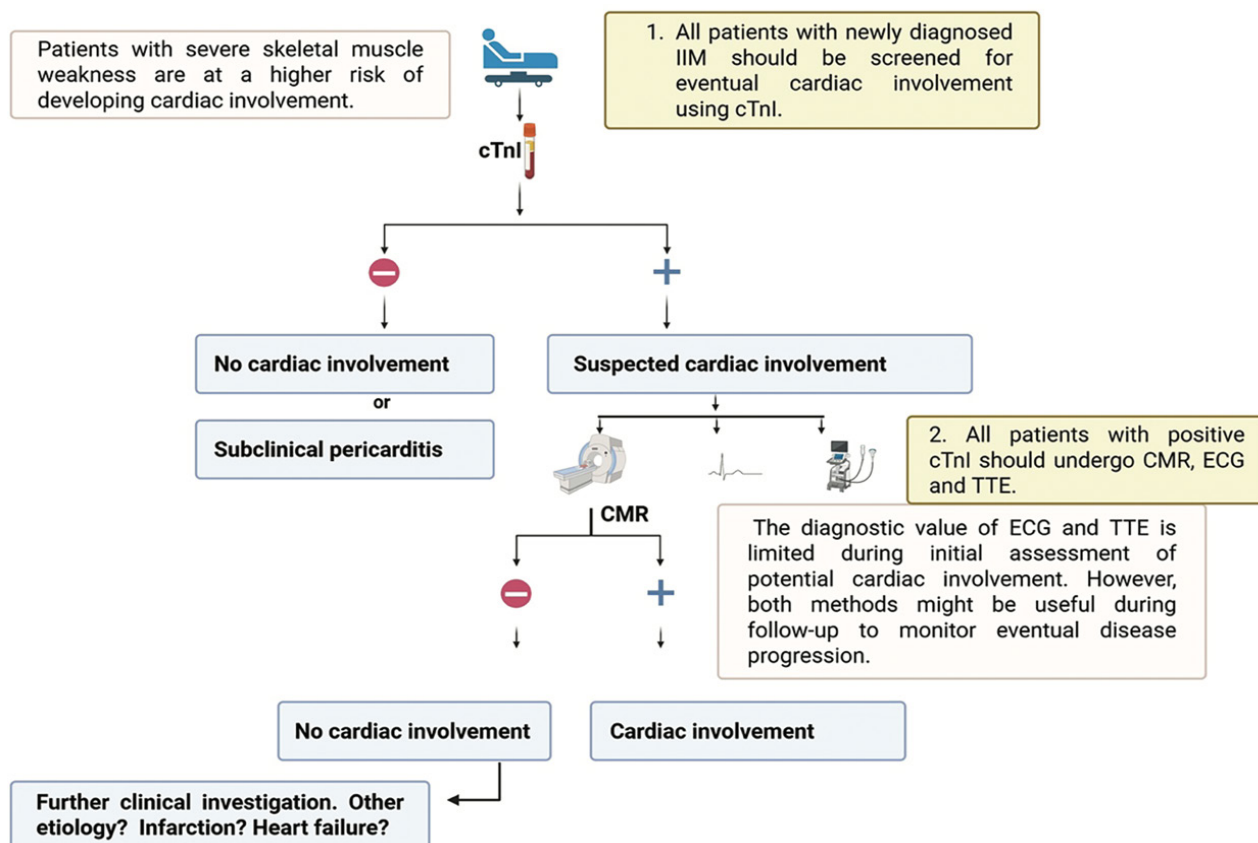 Patients with severe skeletal muscle
weakness are at a higher risk of
developing cardiac involvement.
1. All patients with newly diagnosed
IIM should be screened for
eventual cardiac involvement
using cTnI.
cTnI
No cardiac involvement
or
Subclinical pericarditis
Suspected cardiac involvement
2. All patients with positive
cTnI should undergo CMR, ECG
and TTE.
CMR
The diagnostic value of ECG and TTE is
limited during initial assessment of
potential cardiac involvement. However,
both methods might be useful during
follow-up to monitor eventual disease
progression.
No cardiac involvement
Cardiac involvement
Further clinical investigation. Other
etiology? Infarction? Heart failure?